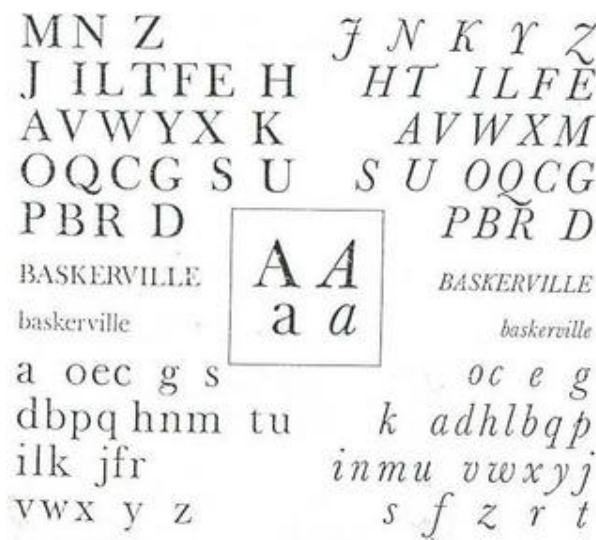 MN Z
J ILTFE H
AVWYX K
OQCG S U
PBR D
BASKERVILLE
baskerville
a oec g s
dbpq hnm tu
ilk jfr
vwx y z
A A
a a
J N K Y Z
HT ILFE
AVWXM
S U OQCG
PBR D
BASKERVILLE
baskerville
oc e g
k adhlbqp
inmu vwxyj
s f z r t